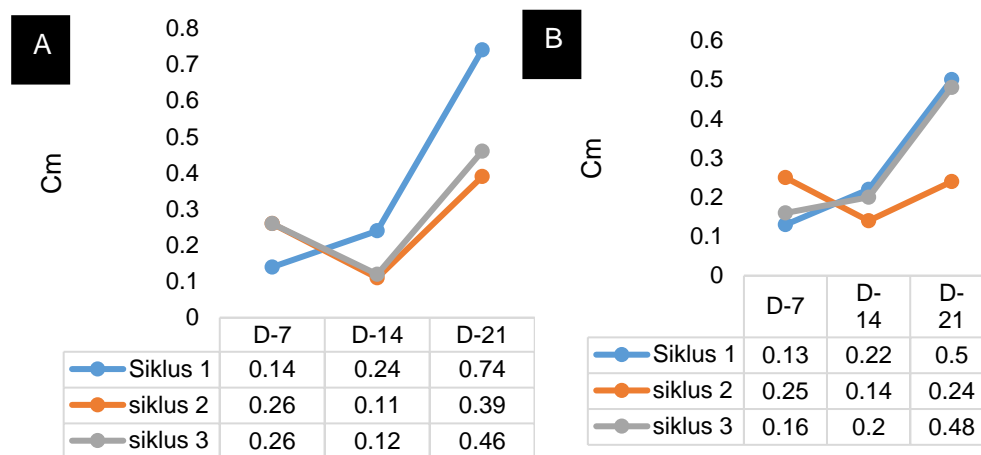 A
Cm
0.8
0.7
0.6
0.5
0.4
0.3
0.2
0.1
0
D-7 D-14 D-21
Siklus 1 0.14 0.24 0.74
siklus 2 0.26 0.11 0.39
siklus 3 0.26 0.12 0.46
B
Cm
0.6
0.5
0.4
0.3
0.2
0.1
0
D-7 D- D-
14 21
Siklus 1 0.13 0.22 0.5
siklus 2 0.25 0.14 0.24
siklus 3 0.16 0.2 0.48